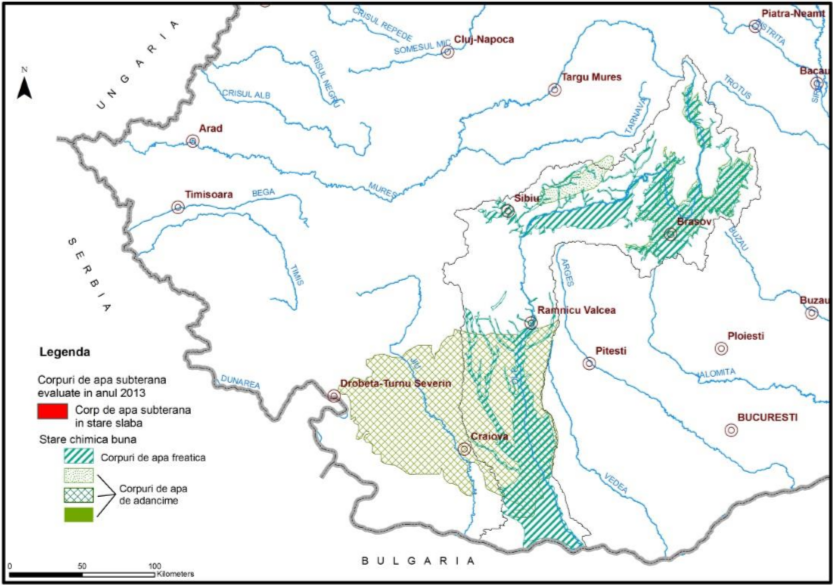 CRISUL REPEDE
Piatra-Neamt
BISTRITA
UNGARIA
SOMESUL MIC
Cluj-Napoca
Bacau
N
CRISUL NEGRU
Targu Mures
TROTUS
CRISUL ALB
TARNAVA
Arad
MURES
Timisoara
BEGA
Sibiu
Brasov
SERBIA
BUZAU
TIMIS
ARGES
Buzau
Ramnicu Valcea
Legenda
Ploiesti
Corpuri de apa subterana
evaluate in anul 2013
JIU
Pitesti
IALOMITA
DUNAREA
Drobeta-Turnu Severin
Corp de apa subterana
in stare slaba
BUCURESTI
Stare chimica buna
Craiova
Corpuri de apa freatica
VEDEA
Corpuri de apa
de adancime
0 50 100
Kilometers
BULGARIA